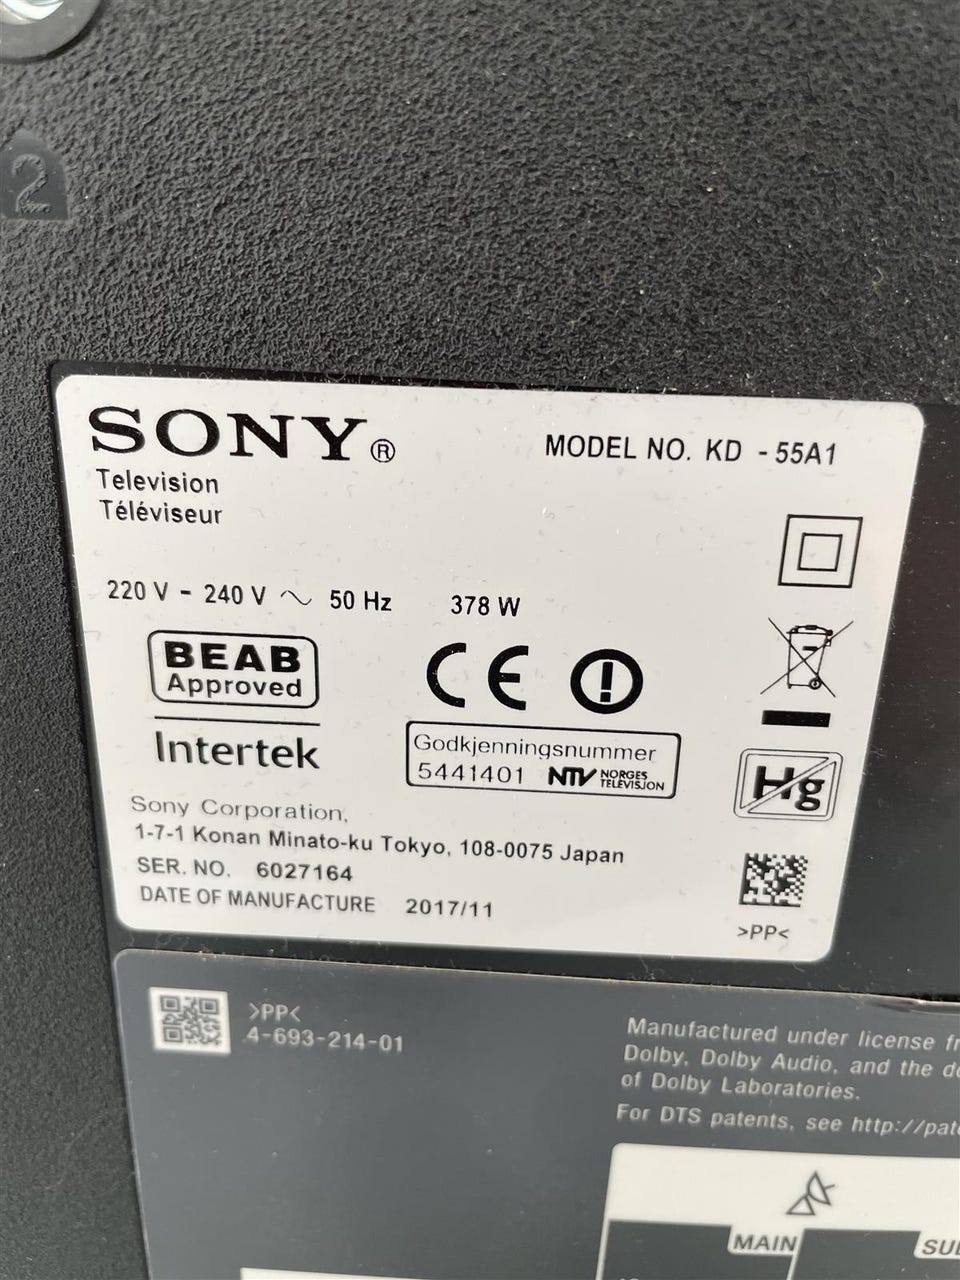 2
SONY®
MODEL NO. KD - 55A1
Television
Téléviseur
220 V - 240 V ~ 50 Hz 378 W
BEAB
Approved
Intertek
CE
Godkjenningsnummer
5441401 NTV NORGES TELEVISJON
Hg
Sony Corporation,
1-7-1 Konan Minato-ku Tokyo, 108-0075 Japan
SER. NO. 6027164
DATE OF MANUFACTURE 2017/11
>PP<
>PP<
4-693-214-01
Manufactured under license
Dolby, Dolby Audio, and the
of Dolby Laboratories.
For DTS patents, see http://
MAIN